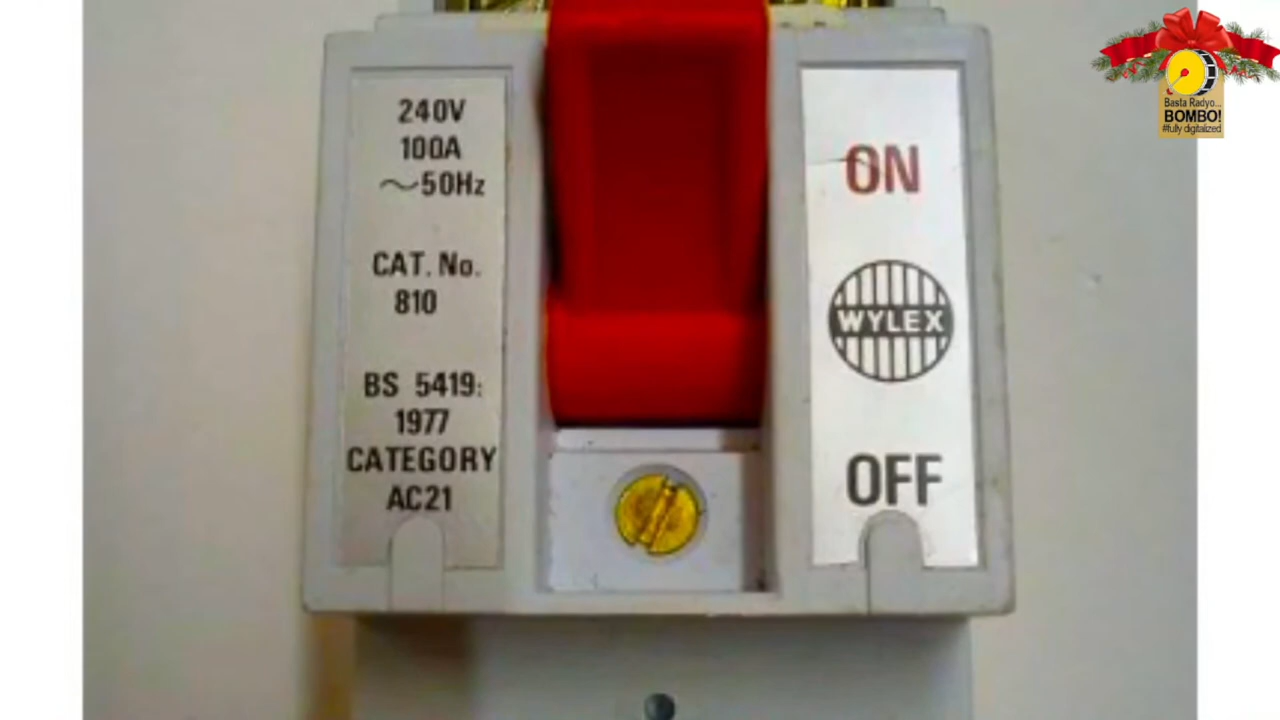 240V
100A
~50Hz
CAT. No.
810
BS 5419:
1977
CATEGORY
AC21
ON
WYLEX
OFF
Basta Radyo...
BOMBO!
#fully digitalized